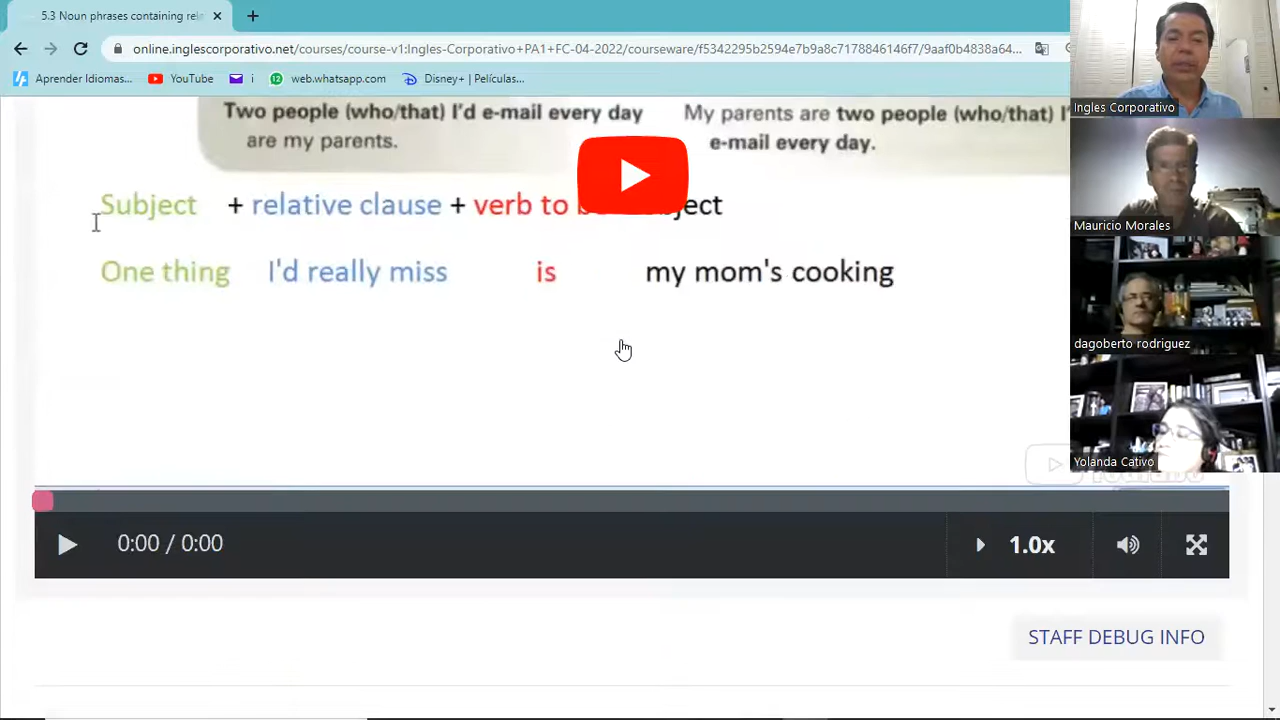 5.3 Noun phrases containing rel
online.inglescorporativo.net/courses/course-v1:Ingles-Corporativo+PA1+FC-04-2022/courseware/f5342295b2594e7b9a8c7178846146f7/9aaf0b4838a64...
Aprender Idiomas... YouTube i web.whatsapp.com Disney+ | Películas...
Two people (who/that) I'd e-mail every day
are my parents.
My parents are two people (who/that) I'
e-mail every day.
Subject + relative clause + verb to
One thing I'd really miss is my mom's cooking
0:00 / 0:00
1.0x
STAFF DEBUG INFO
Ingles Corporativo
Mauricio Morales
dagoberto rodriguez
Yolanda Cativo